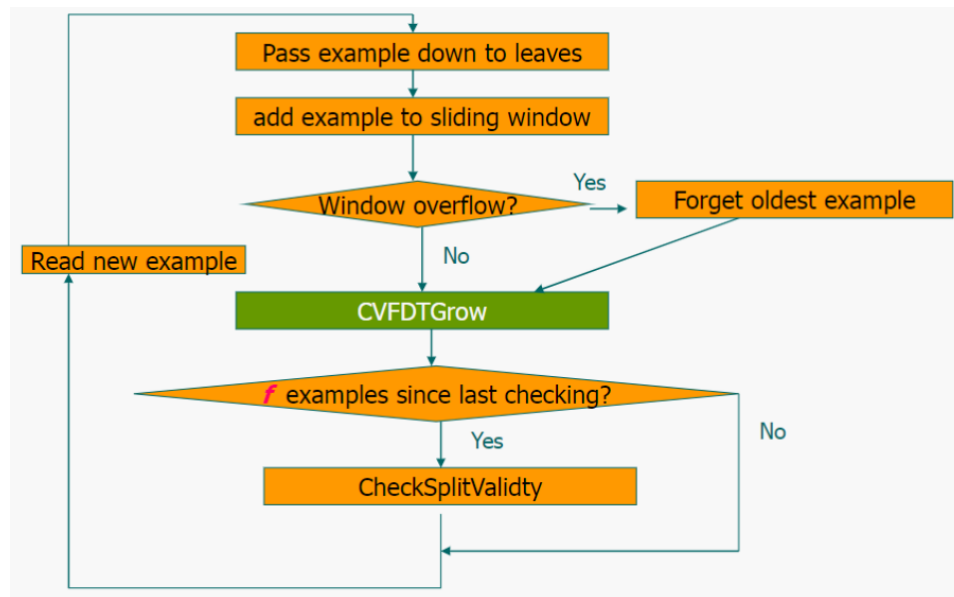 Pass example down to leaves
add example to sliding window
Window overflow?
Yes
Forget oldest example
No
Read new example
CVFDTGrow
f examples since last checking?
Yes
No
CheckSplitValidty